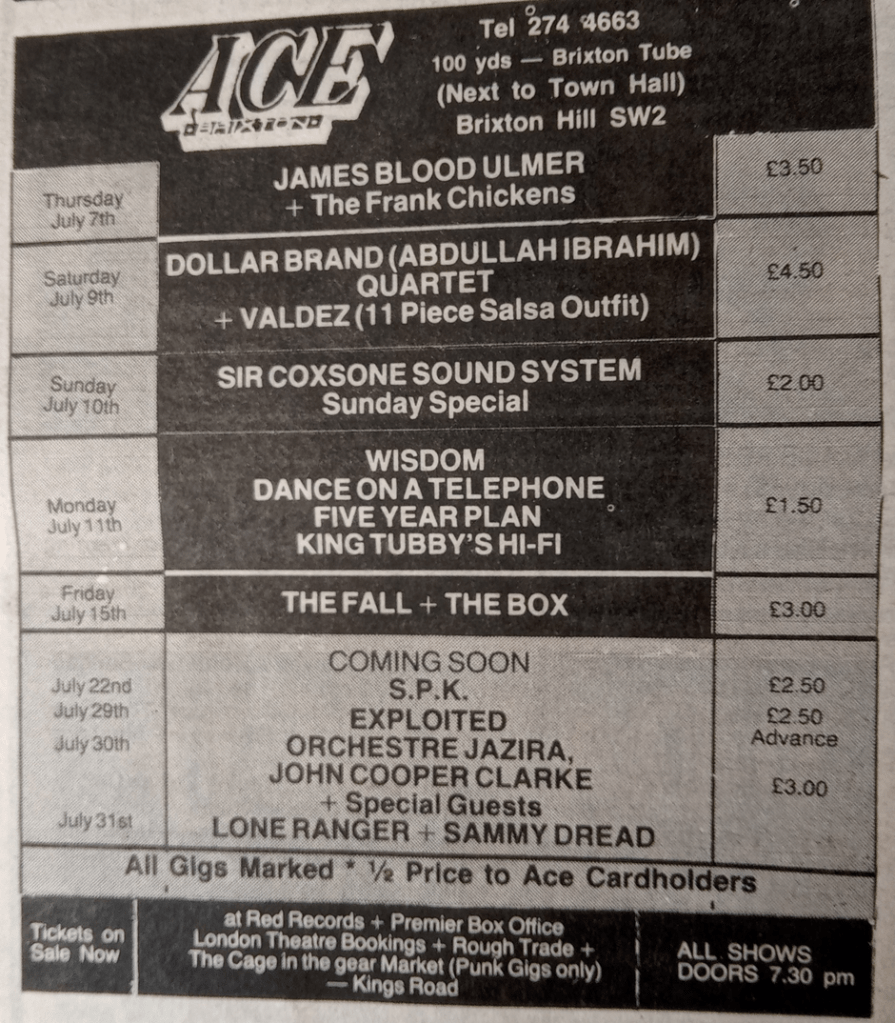 ACE
BRIXTON
Tel 274 4663
100 yds — Brixton Tube
(Next to Town Hall)
Brixton Hill SW2
Thursday
July 7th
JAMES BLOOD ULMER
+ The Frank Chickens
£3.50
Saturday
July 9th
DOLLAR BRAND (ABDULLAH IBRAHIM)
QUARTET
+ VALDEZ (11 Piece Salsa Outfit)
£4.50
Sunday
July 10th
SIR COXSONE SOUND SYSTEM
Sunday Special
£2.00
Monday
July 11th
WISDOM
DANCE ON A TELEPHONE
FIVE YEAR PLAN
KING TUBBY'S HI-FI
£1.50
Friday
July 15th
THE FALL + THE BOX
£3.00
COMING SOON
July 22nd
S.P.K.
£2.50
July 29th
EXPLOITED
£2.50
Advance
July 30th
ORCHESTRE JAZIRA,
JOHN COOPER CLARKE
+ Special Guests
£3.00
July 31st
LONE RANGER + SAMMY DREAD
All Gigs Marked * ½ Price to Ace Cardholders
Tickets on
Sale Now
at Red Records + Premier Box Office
London Theatre Bookings + Rough Trade +
The Cage in the gear Market (Punk Gigs only)
— Kings Road
ALL SHOWS
DOORS 7.30 pm